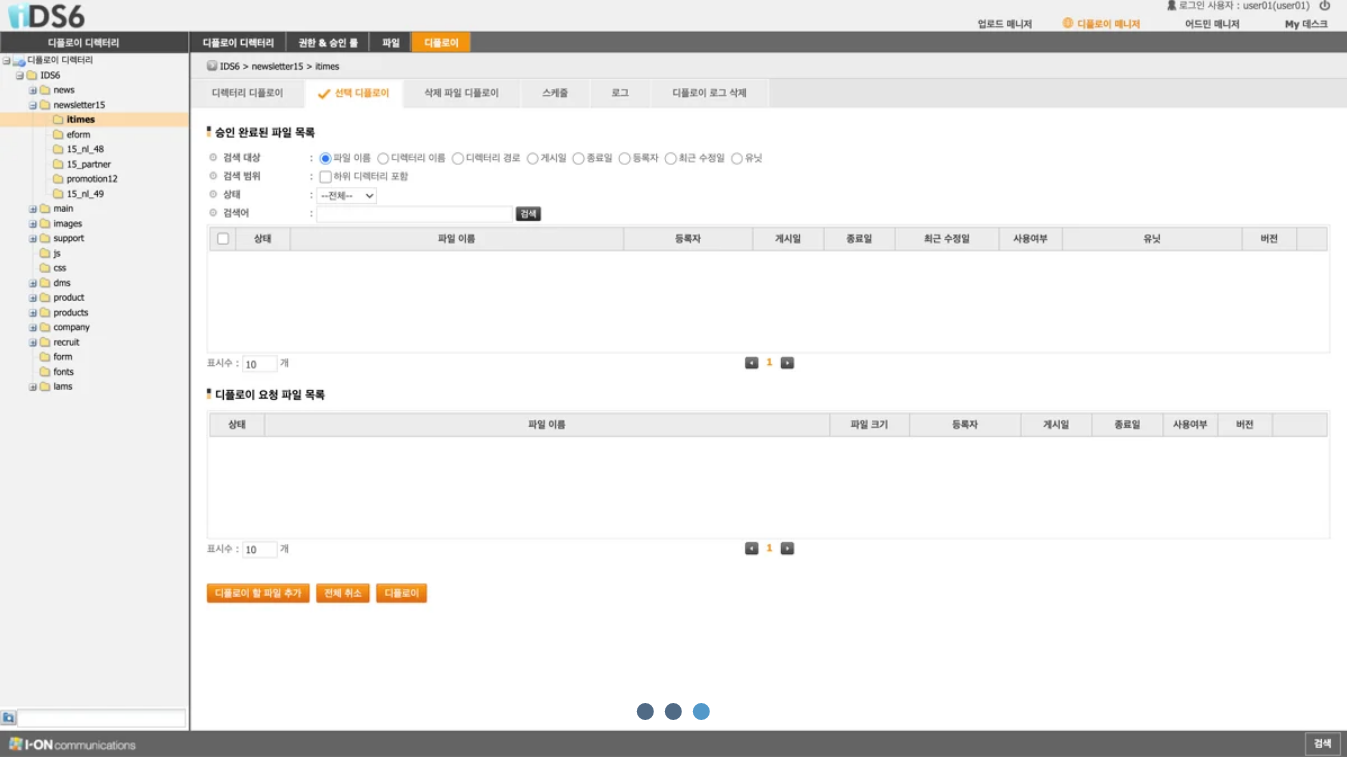 iDS6
로그인 사용자 : user01(user01)
업로드 매니저 디플로이 매니저 어드민 매니저 My 데스크
디플로이 디렉터리
디플로이 디렉터리 권한 & 승인 룰 파일 디플로이
디플로이 디렉터리
IDS6
news
newsletter15
itimes
eform
15_nl_48
15_partner
promotion12
15_nl_49
main
images
support
js
css
dms
product
products
company
recruit
form
fonts
lams
IDS6 > newsletter15 > itimes
디렉터리 디플로이 선택 디플로이 삭제 파일 디플로이 스케줄 로그 디플로이 로그 삭제
승인 완료된 파일 목록
검색 대상 : 파일 이름 디렉터리 이름 디렉터리 경로 게시일 종료일 등록자 최근 수정일 유닛
검색 범위 : 하위 디렉터리 포함
상태 : --전체--
검색어 : 검색
상태 파일 이름 등록자 게시일 종료일 최근 수정일 사용여부 유닛 버전
표시수 : 10 개 1
디플로이 요청 파일 목록
상태 파일 이름 파일 크기 등록자 게시일 종료일 사용여부 버전
표시수 : 10 개 1
디플로이 할 파일 추가 전체 취소 디플로이
I-ON communications 검색